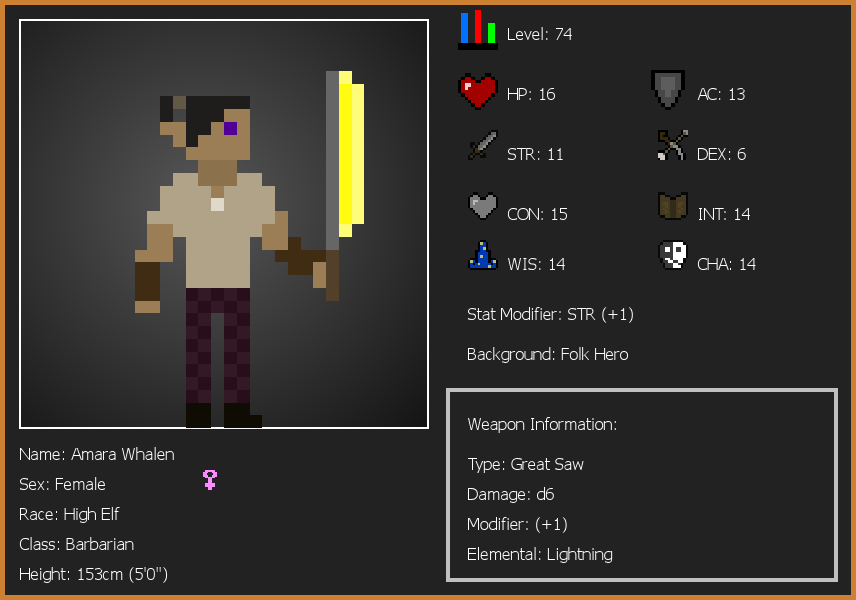 Level: 74
HP: 16
AC: 13
STR: 11
DEX: 6
CON: 15
INT: 14
WIS: 14
CHA: 14
Stat Modifier: STR (+1)
Background: Folk Hero
Weapon Information:
Type: Great Saw
Damage: d6
Modifier: (+1)
Elemental: Lightning
Name: Amara Whalen
Sex: Female
Race: High Elf
Class: Barbarian
Height: 153cm (5'0")